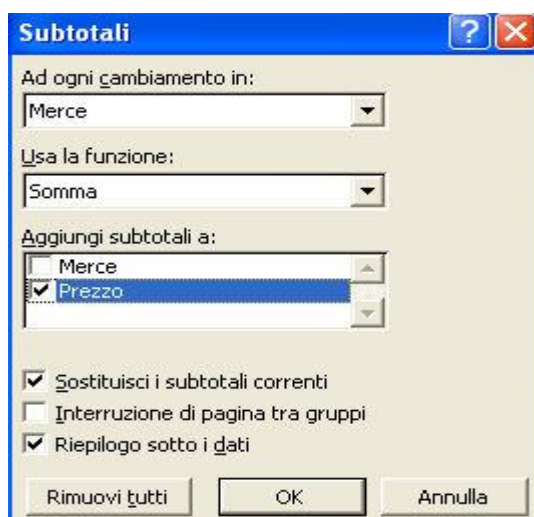 Subtotali
Ad ogni cambiamento in:
Merce
Usa la funzione:
Somma
Aggiungi subtotali a:
Merce
Prezzo
Sostituisci i subtotali correnti
Interruzione di pagina tra gruppi
Riepilogo sotto i dati
Rimuovi tutti OK Annulla